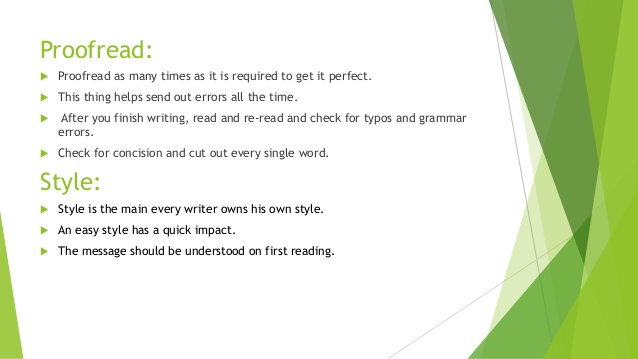 Proofread:
Proofread as many times as it is required to get it perfect.
This thing helps send out errors all the time.
After you finish writing, read and re-read and check for typos and grammar
errors.
Check for concision and cut out every single word.
Style:
Style is the main every writer owns his own style.
An easy style has a quick impact.
The message should be understood on first reading.